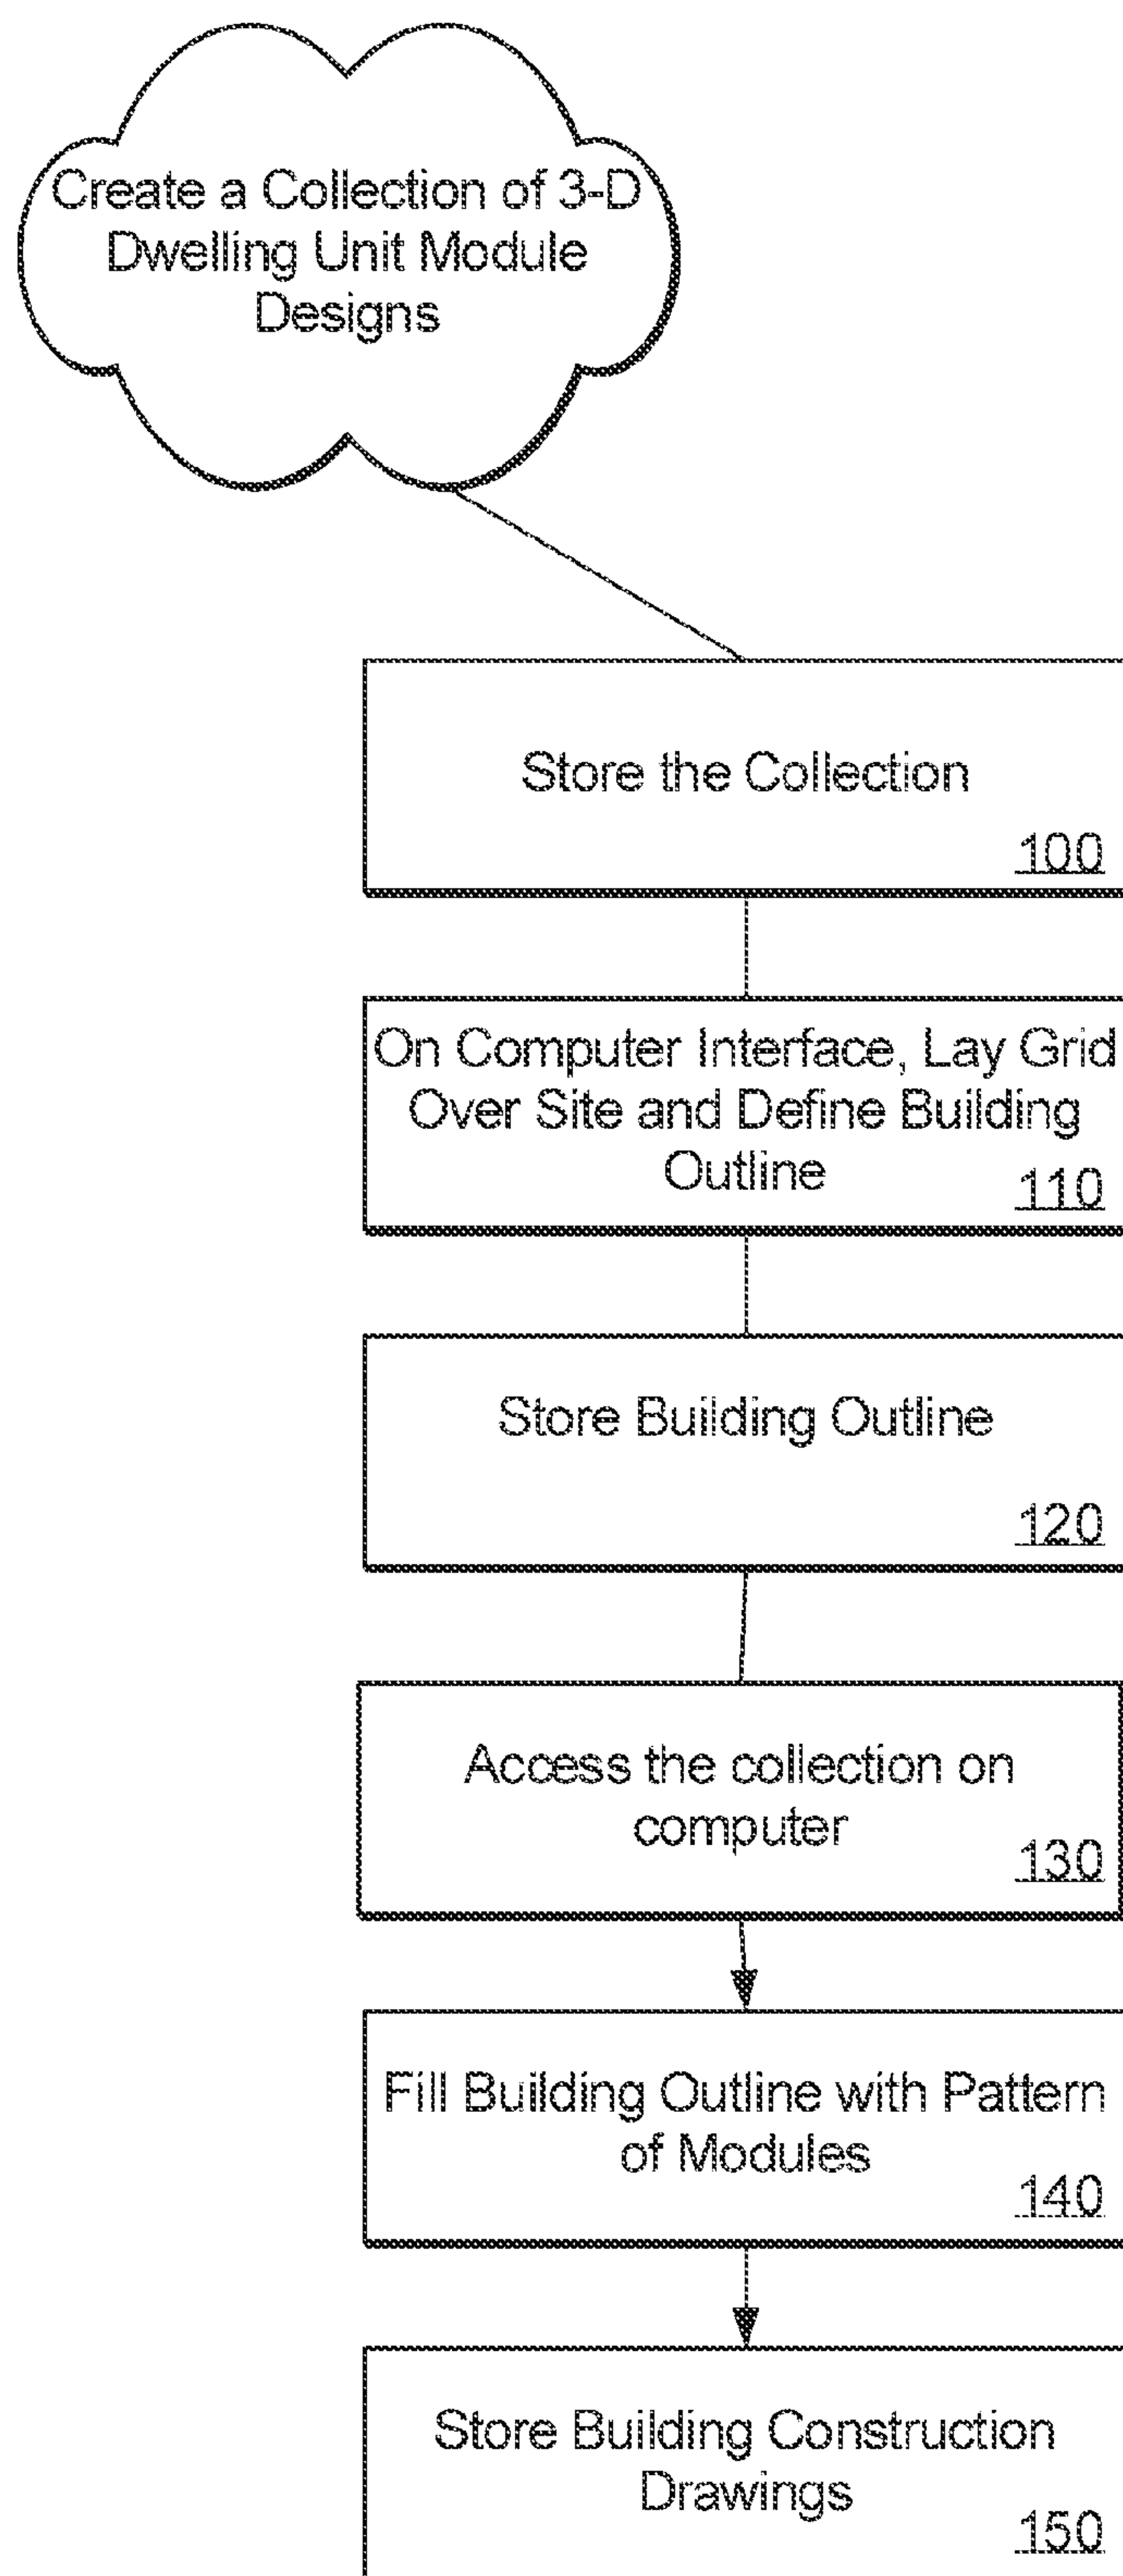 Create a Collection of 3-D
Dwelling Unit Module
Designs
Store the Collection
100
On Computer Interface, Lay Grid
Over Site and Define Building
Outline
110
Store Building Outline
120
Access the collection on
computer
130
Fill Building Outline with Pattern
of Modules
140
Store Building Construction
Drawings
150